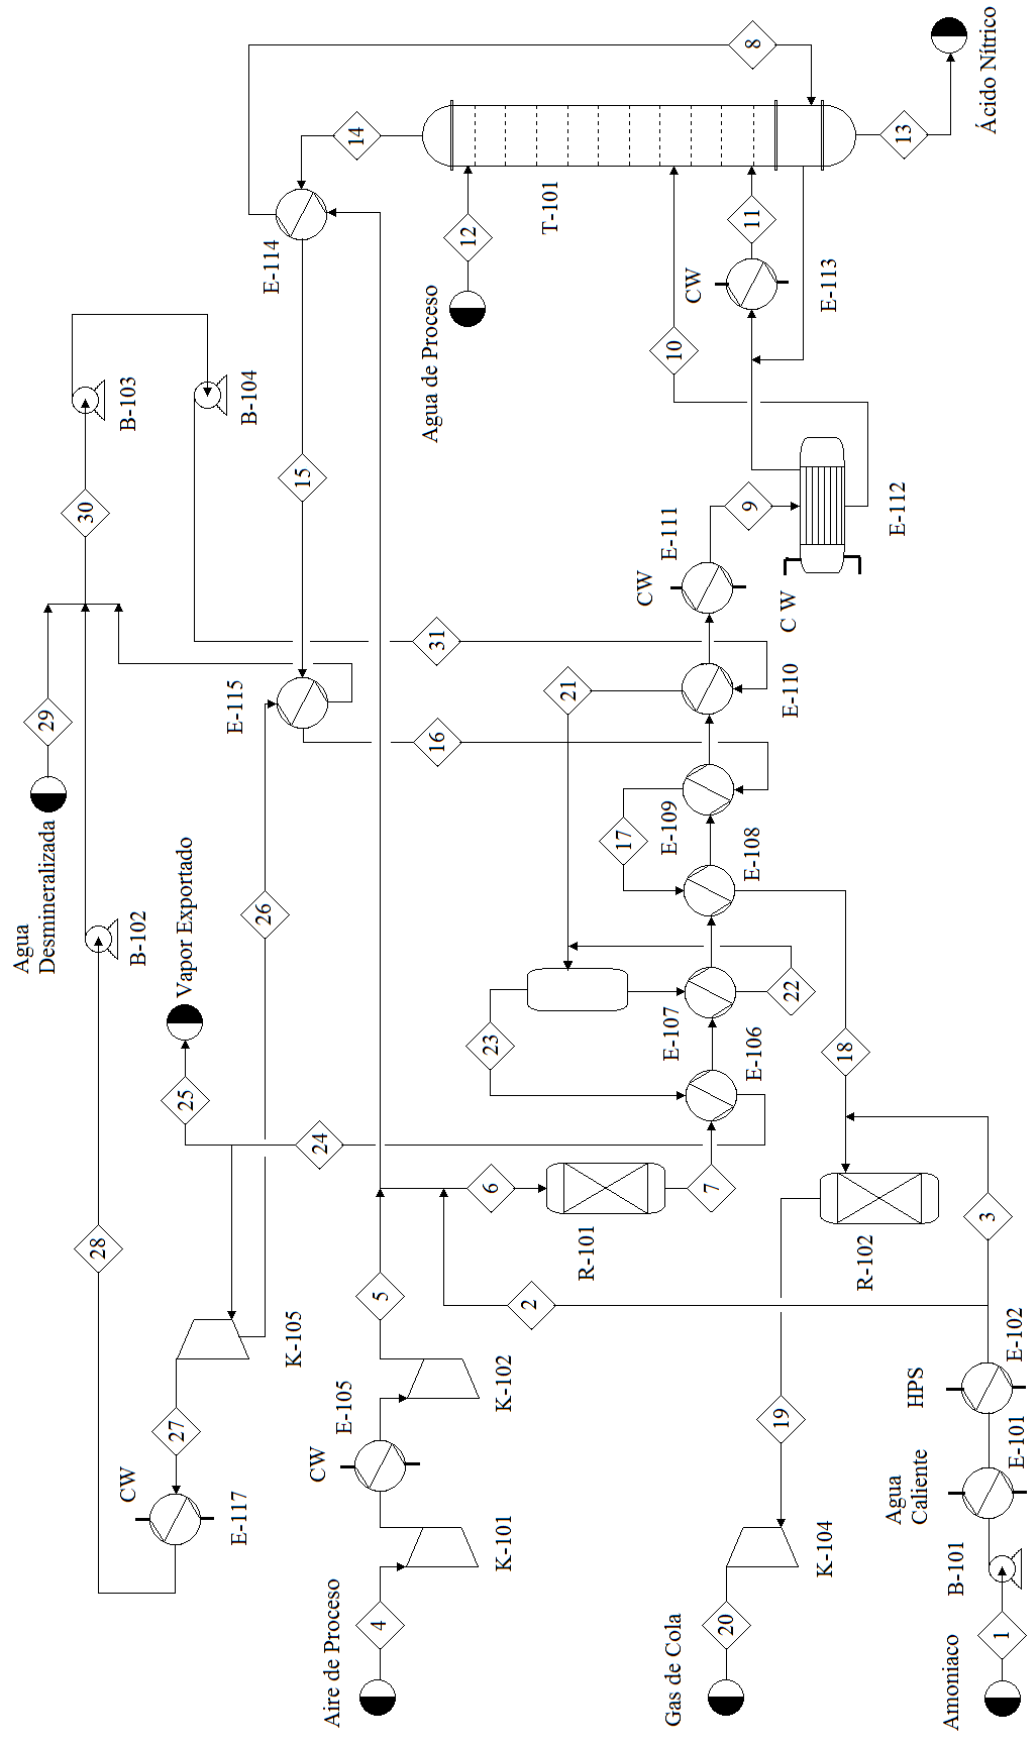 Agua
Desmineralizada
29
28
30
CW
B-102
B-103
27
25
Vapor Exportado
E-117
K-105
26
E-115
B-104
E-114
24
15
14
8
Aire de Proceso
4
CW
E-105
5
K-101
K-102
31
16
Agua de Proceso
12
T-101
2
6
23
21
R-101
17
CW
E-111
Gas de Cola
20
19
E-107
E-109
10
CW
11
7
9
E-106
E-108
E-110
22
E-113
K-104
CW
18
R-102
E-112
13
Agua
Caliente
HPS
Amoniaco
1
B-101
E-101
E-102
3
Ácido Nítrico